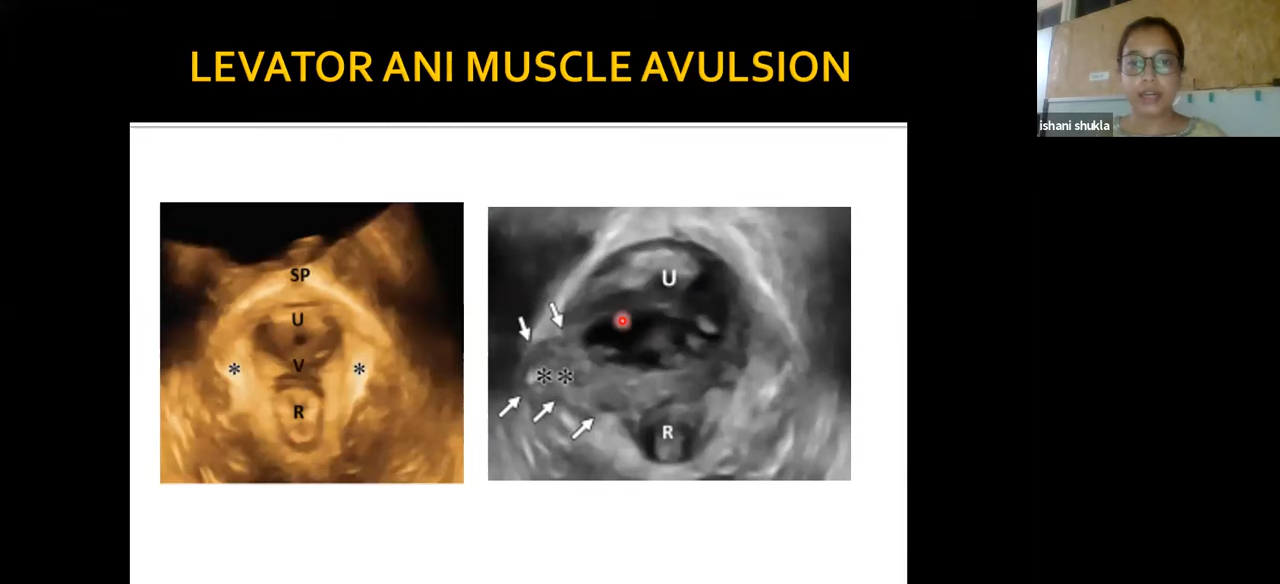 LEVATOR ANI MUSCLE AVULSION
ishani shukla
SP
U
V
* *
R
U
**
R